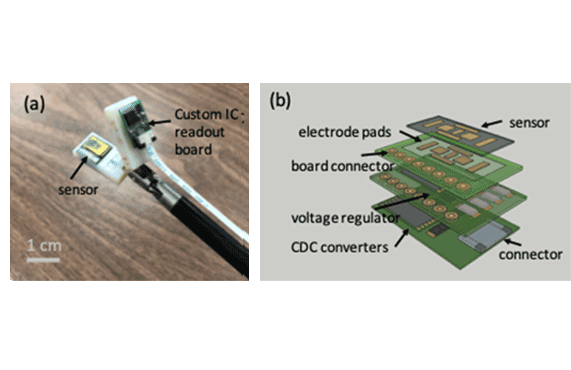 (a)
Custom IC :
readout
board
sensor
1 cm
(b)
sensor
electrode pads
board connector
voltage regulator
CDC converters
connector